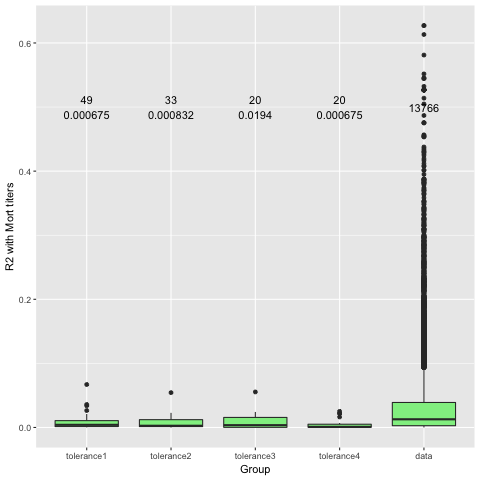 0.6
49
33
20
20
13766
0.000675
0.000832
0.0194
0.000675
0.4
0.2
0.0
R2 with Mort titers
tolerance1
tolerance2
tolerance3
tolerance4
data
Group